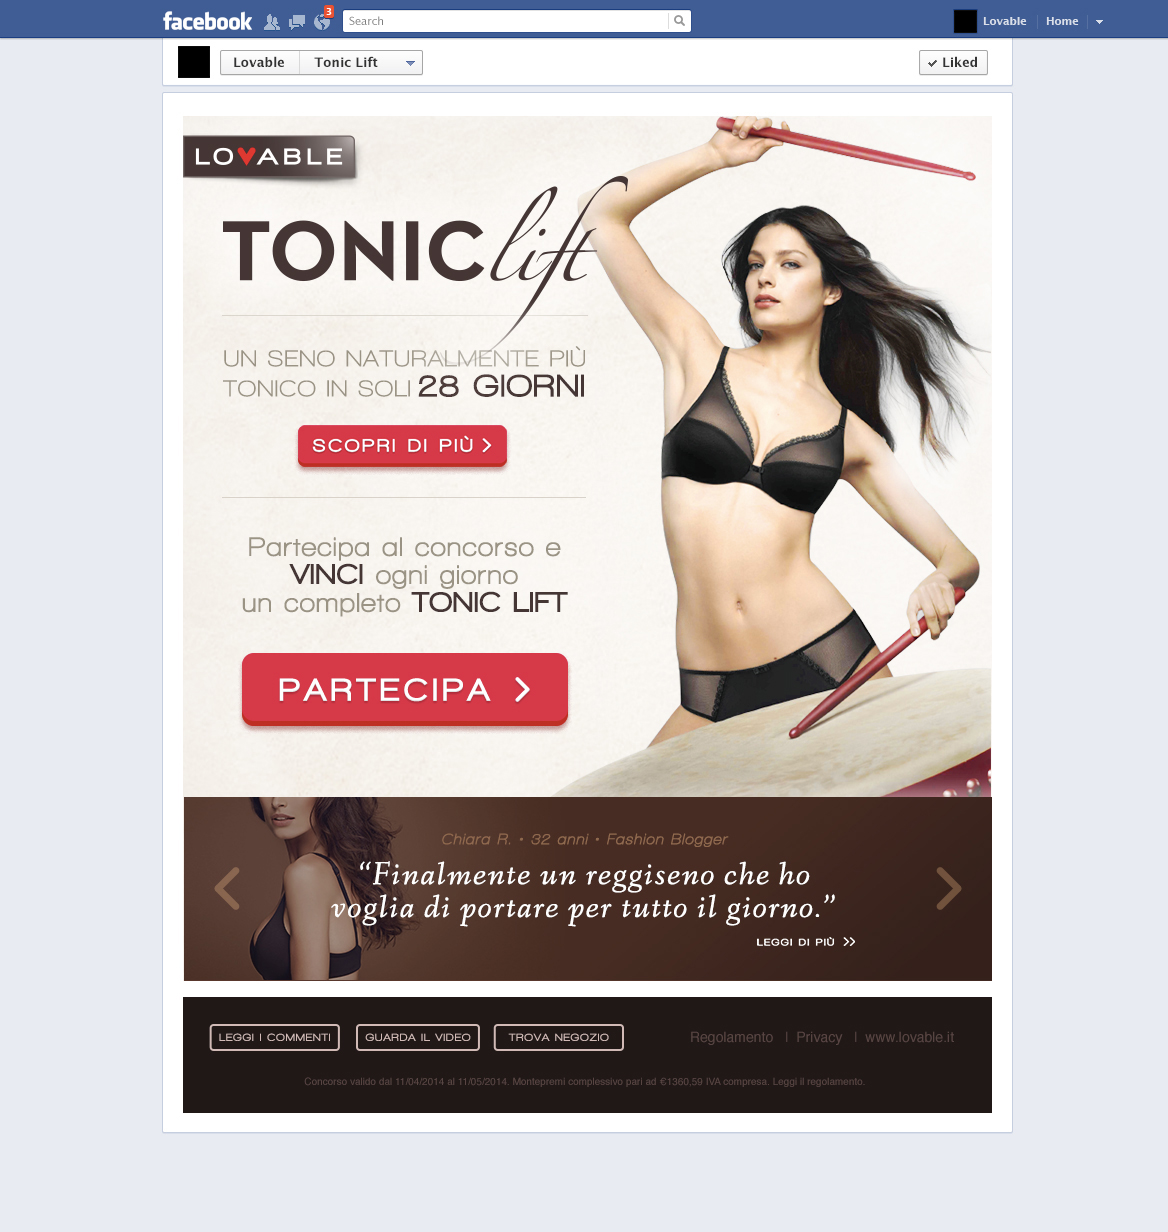 facebook
3
Search
Lovable
Home
Lovable
Tonic Lift
Liked
LOVABLE
TONIC lift
UN SENO NATURALMENTE PIÙ
TONICO IN SOLI 28 GIORNI
SCOPRI DI PIÙ
Partecipa al concorso e
VINCI ogni giorno
un completo TONIC LIFT
PARTECIPA
Chiara R. • 32 anni • Fashion Blogger
“Finalmente un reggiseno che ho
voglia di portare per tutto il giorno.”
LEGGI DI PIÙ
LEGGI I COMMENTI
GUARDA IL VIDEO
TROVA NEGOZIO
Regolamento | Privacy | www.lovable.it
Concorso valido dal 11/04/2014 al 11/05/2014. Montepremi complessivo pari ad €1360,59 IVA compresa. Leggi il regolamento.